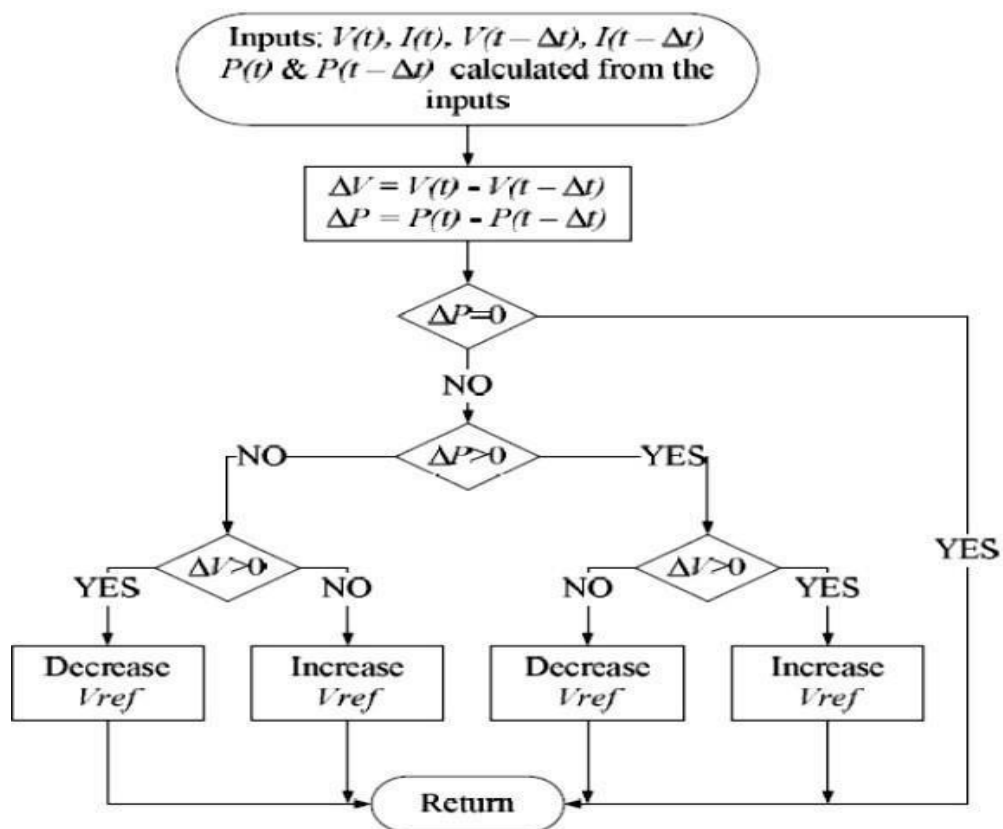 Inputs: V(t), I(t), V(t – Δt), I(t – Δt)
P(t) & P(t – Δt) calculated from the
inputs
ΔV = V(t) - V(t – Δt)
ΔP = P(t) - P(t – Δt)
ΔP=0
NO
ΔP>0
NO
YES
YES
ΔV>0
ΔV>0
YES
NO
NO
YES
Decrease
Vref
Increase
Vref
Decrease
Vref
Increase
Vref
Return